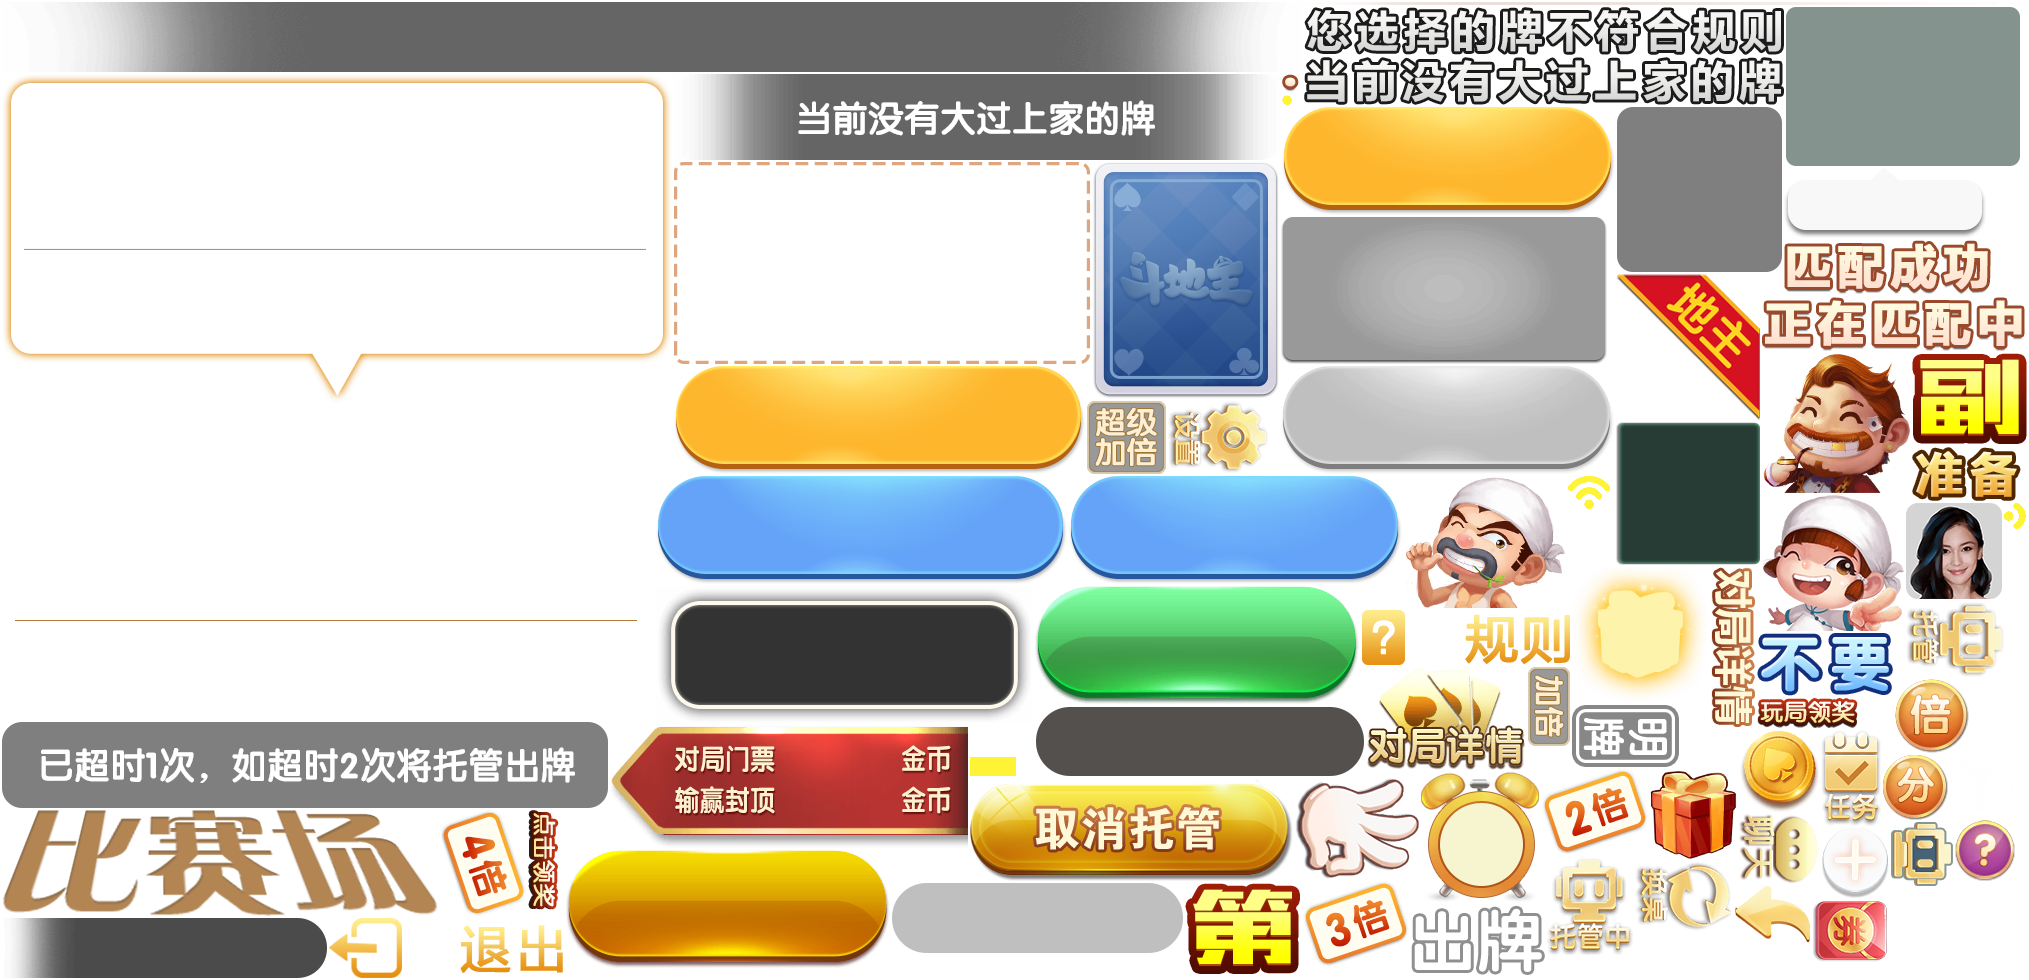 您选择的牌不符合规则
当前没有大过上家的牌
当前没有大过上家的牌
斗地主
地主
匹配成功
正在匹配中
副
准备
超级
加倍
设置
规则
?
对局详情
不要
玩局领奖
托管
加倍
明牌
对局详情
倍
分
任务
已超时1次，如超时2次将托管出牌
对局门票 金币
输赢封顶 金币
取消托管
2倍
聊天
?
比赛场
4倍
点击领奖
退出
第
3倍
出牌
托管中
换桌
券